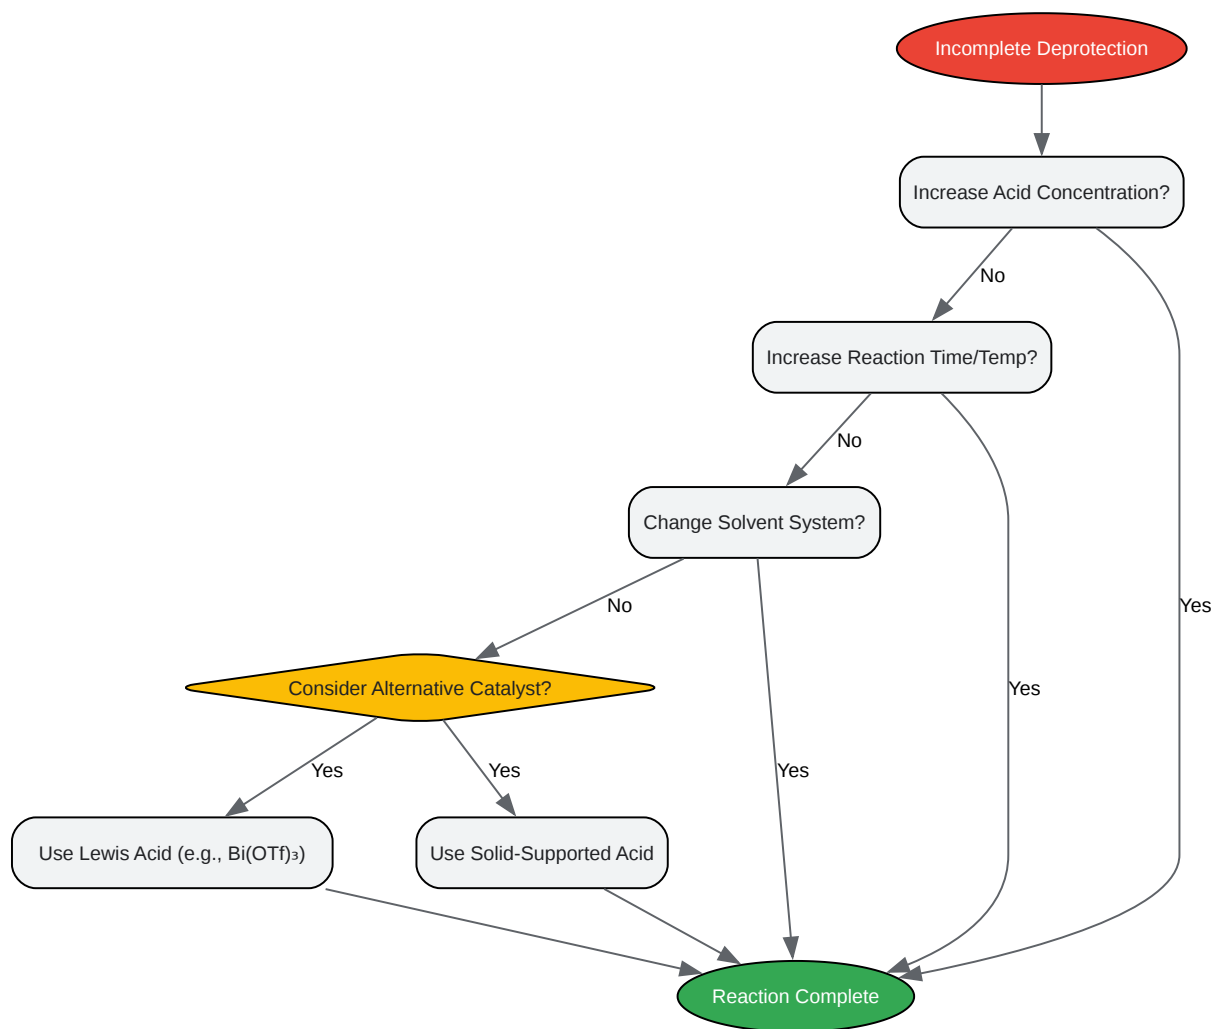 Incomplete Deprotection
Increase Acid Concentration?
No
Increase Reaction Time/Temp?
No
Change Solvent System?
No
Yes
Consider Alternative Catalyst?
Yes
Yes
Yes
Yes
Use Lewis Acid (e.g., Bi(OTf)₃)
Use Solid-Supported Acid
Reaction Complete